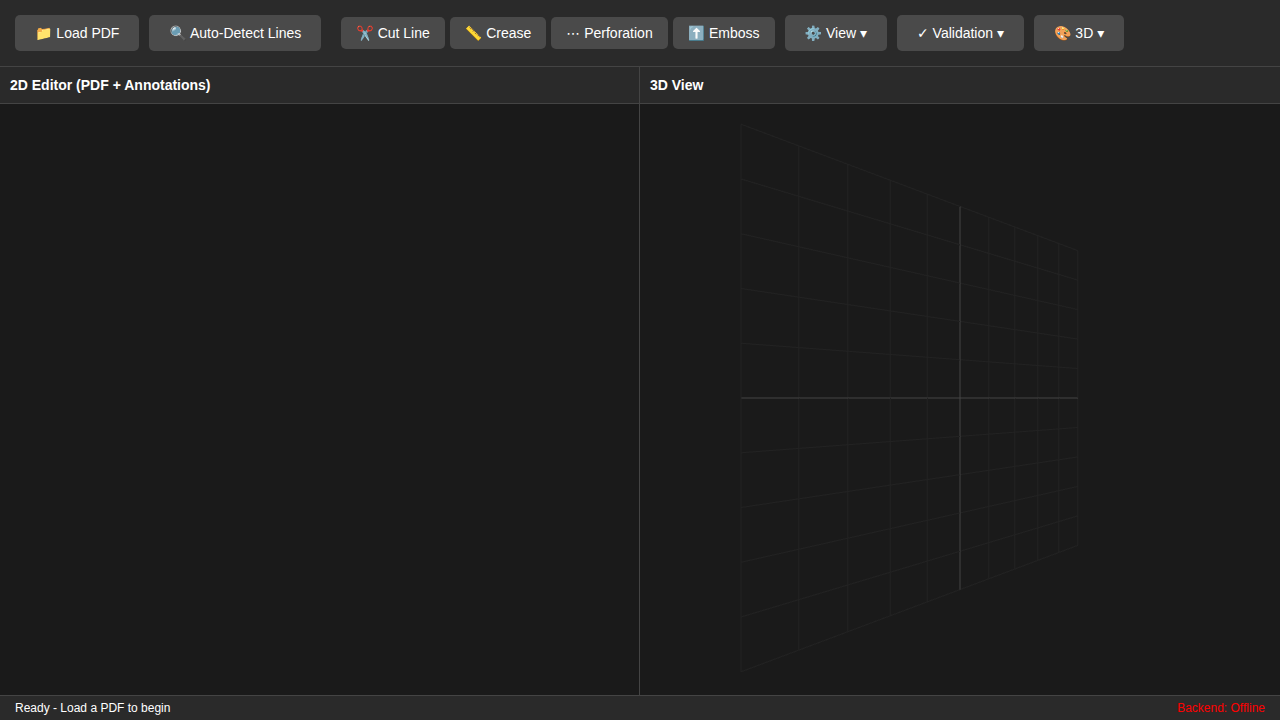 📁 Load PDF
🔍 Auto-Detect Lines
✂️ Cut Line
📏 Crease
⋯ Perforation
⬆️ Emboss
⚙️ View ▾
✓ Validation ▾
🎨 3D ▾
2D Editor (PDF + Annotations)
3D View
Ready - Load a PDF to begin
Backend: Offline